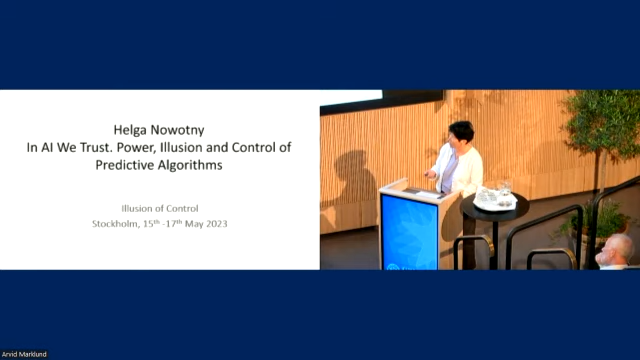 Helga Nowotny
In AI We Trust. Power, Illusion and Control of
Predictive Algorithms
Illusion of Control
Stockholm, 15th -17th May 2023
Arvid Marklund